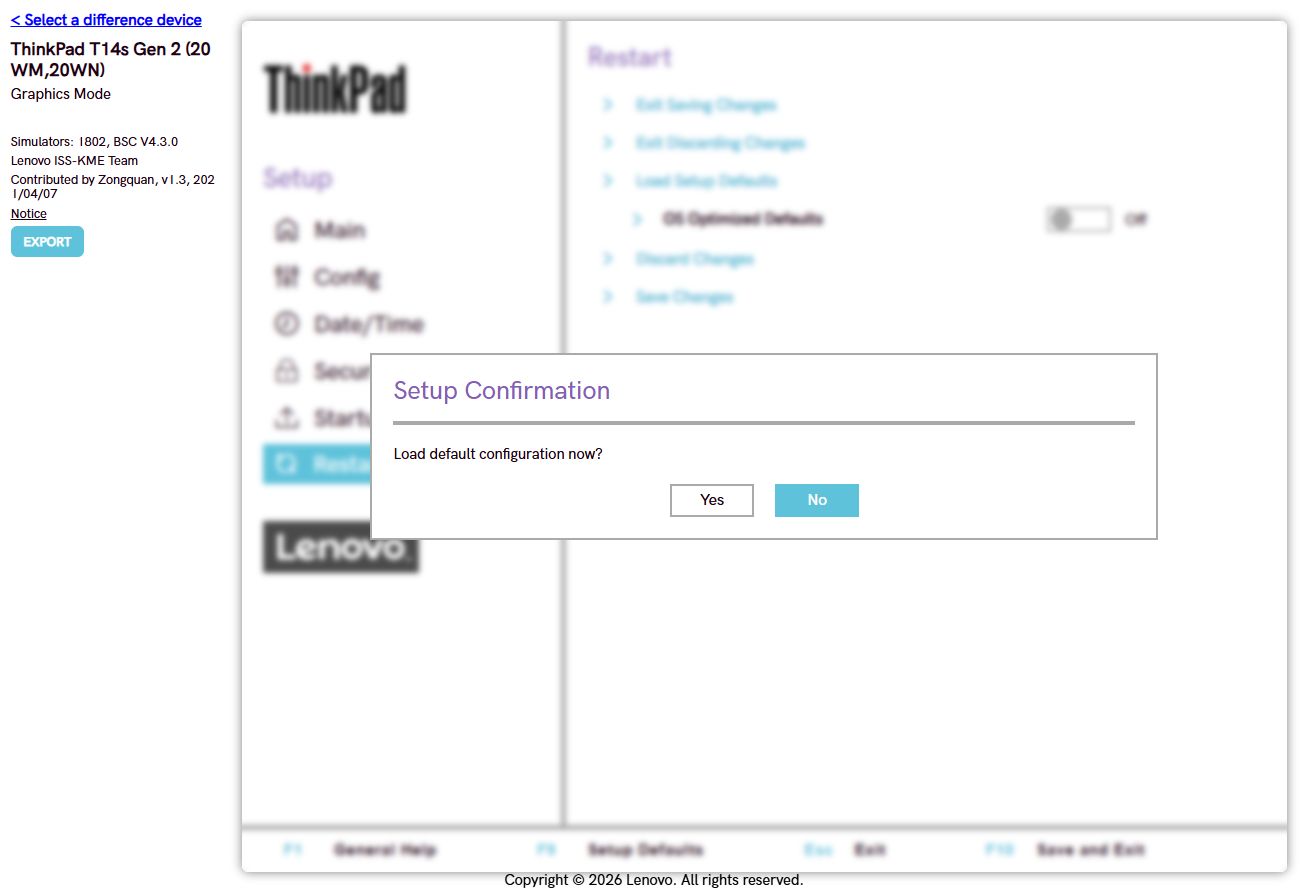 < Select a difference device
ThinkPad T14s Gen 2 (20
WM,20WN)
Graphics Mode
Simulators: 1802, BSC V4.3.0
Lenovo ISS-KME Team
Contributed by Zongquan, v1.3, 202
1/04/07
Notice
EXPORT
ThinkPad
Setup
Main
Config
Date/Time
Secur
Startu
Resta
Lenovo
Restart
Exit Saving Changes
Exit Discarding Changes
Load Setup Defaults
OS Optimized Defaults Off
Discard Changes
Save Changes
Setup Confirmation
Load default configuration now?
Yes No
F1 General Help F9 Setup Defaults Esc Exit F10 Save and Exit
Copyright © 2026 Lenovo. All rights reserved.